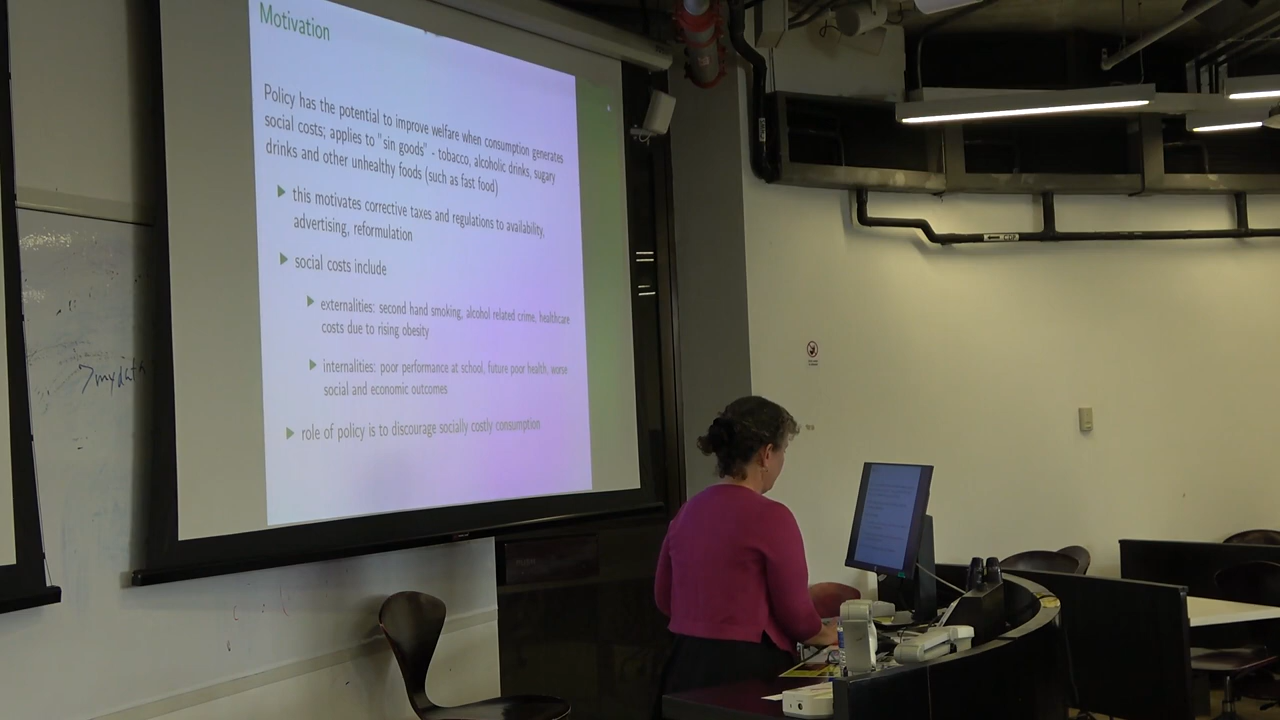 Motivation
Policy has the potential to improve welfare when consumption generates
social costs; applies to "sin goods" - tobacco, alcoholic drinks, sugary
drinks and other unhealthy foods (such as fast food)
this motivates corrective taxes and regulations to availability,
advertising, reformulation
social costs include
externalities: second hand smoking, alcohol related crime, healthcare
costs due to rising obesity
internalities: poor performance at school, future poor health, worse
social and economic outcomes
role of policy is to discourage socially costly consumption